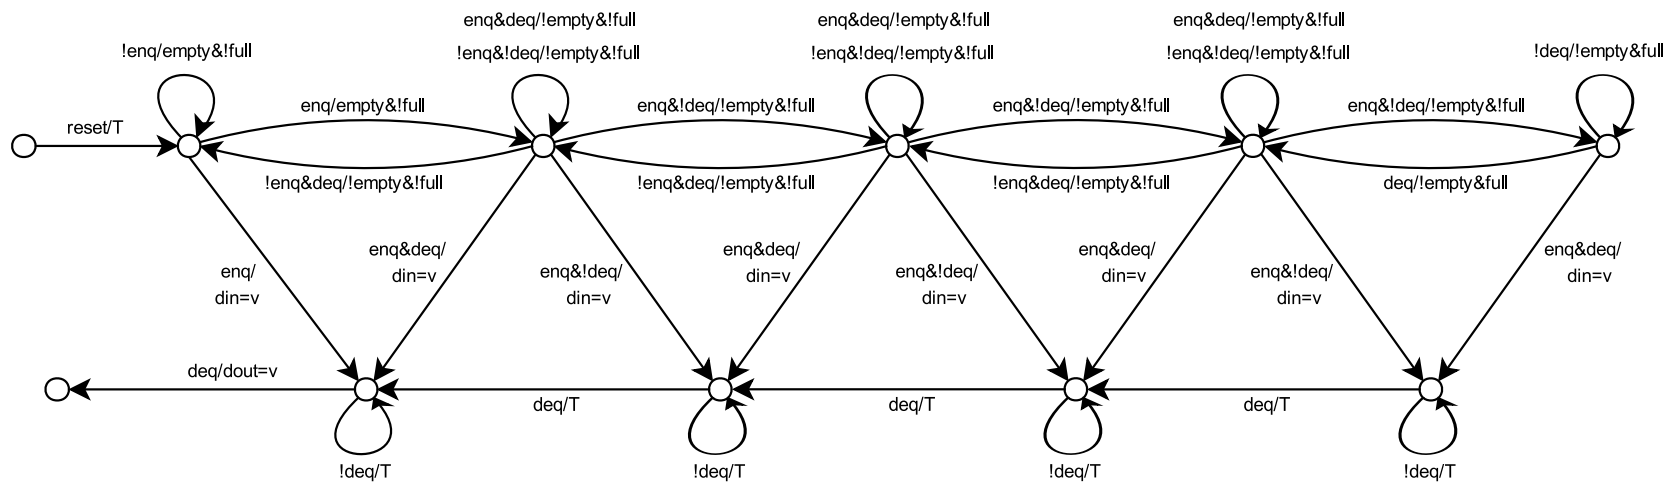 enq&deq/!empty&!full
enq&deq/!empty&!full
enq&deq/!empty&!full
!enq/empty&!full
!enq&!deq/!empty&!full
!enq&!deq/!empty&!full
!enq&!deq/!empty&!full
!deq/!empty&full
reset/T
enq/empty&!full
enq&!deq/!empty&!full
enq&!deq/!empty&!full
enq&!deq/!empty&!full
!enq&deq/!empty&!full
!enq&deq/!empty&!full
!enq&deq/!empty&!full
deq/!empty&full
enq/
din=v
enq&deq/
din=v
enq&!deq/
din=v
enq&deq/
din=v
enq&!deq/
din=v
enq&deq/
din=v
enq&!deq/
din=v
enq&deq/
din=v
deq/dout=v
deq/T
deq/T
deq/T
!deq/T
!deq/T
!deq/T
!deq/T